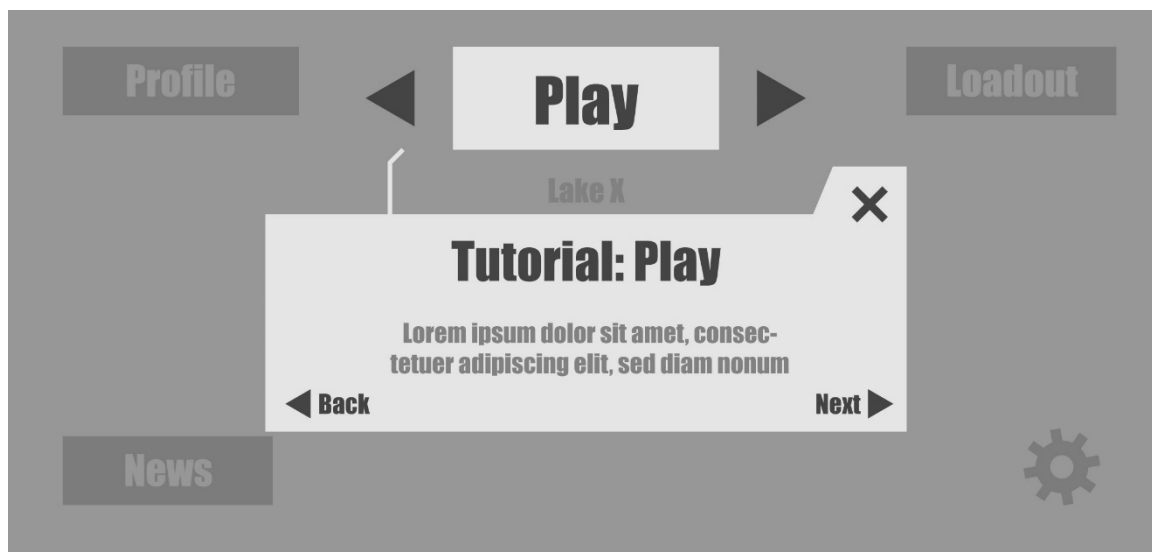 Profile
Play
Loadout
Lake X
Tutorial: Play
Lorem ipsum dolor sit amet, consec-
tetuer adipiscing elit, sed diam nonum
Back
Next
News